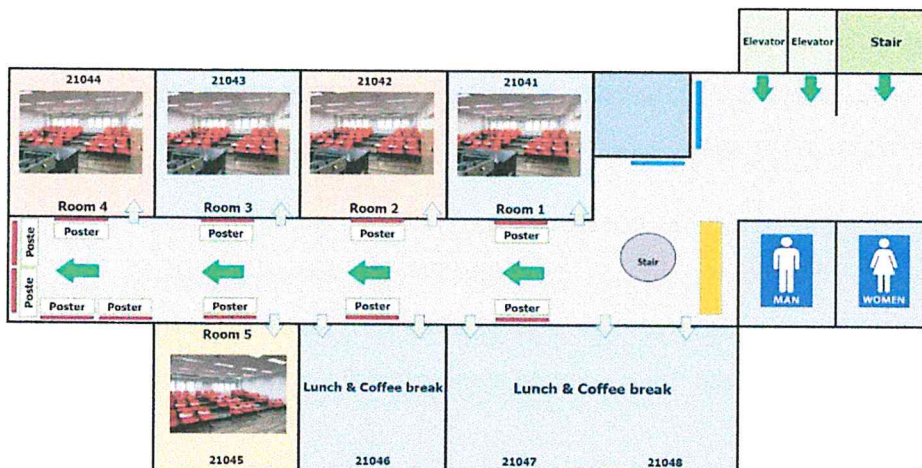 Elevator Elevator Stair
21044 21043 21042 21041
Room 4 Room 3 Room 2 Room 1
Poste
Poster Poster Poster Poster
Stair
Poste
Poster Poster Poster Poster Poster
MAN WOMEN
Room 5
Lunch & Coffee break Lunch & Coffee break
21045 21046 21047 21048